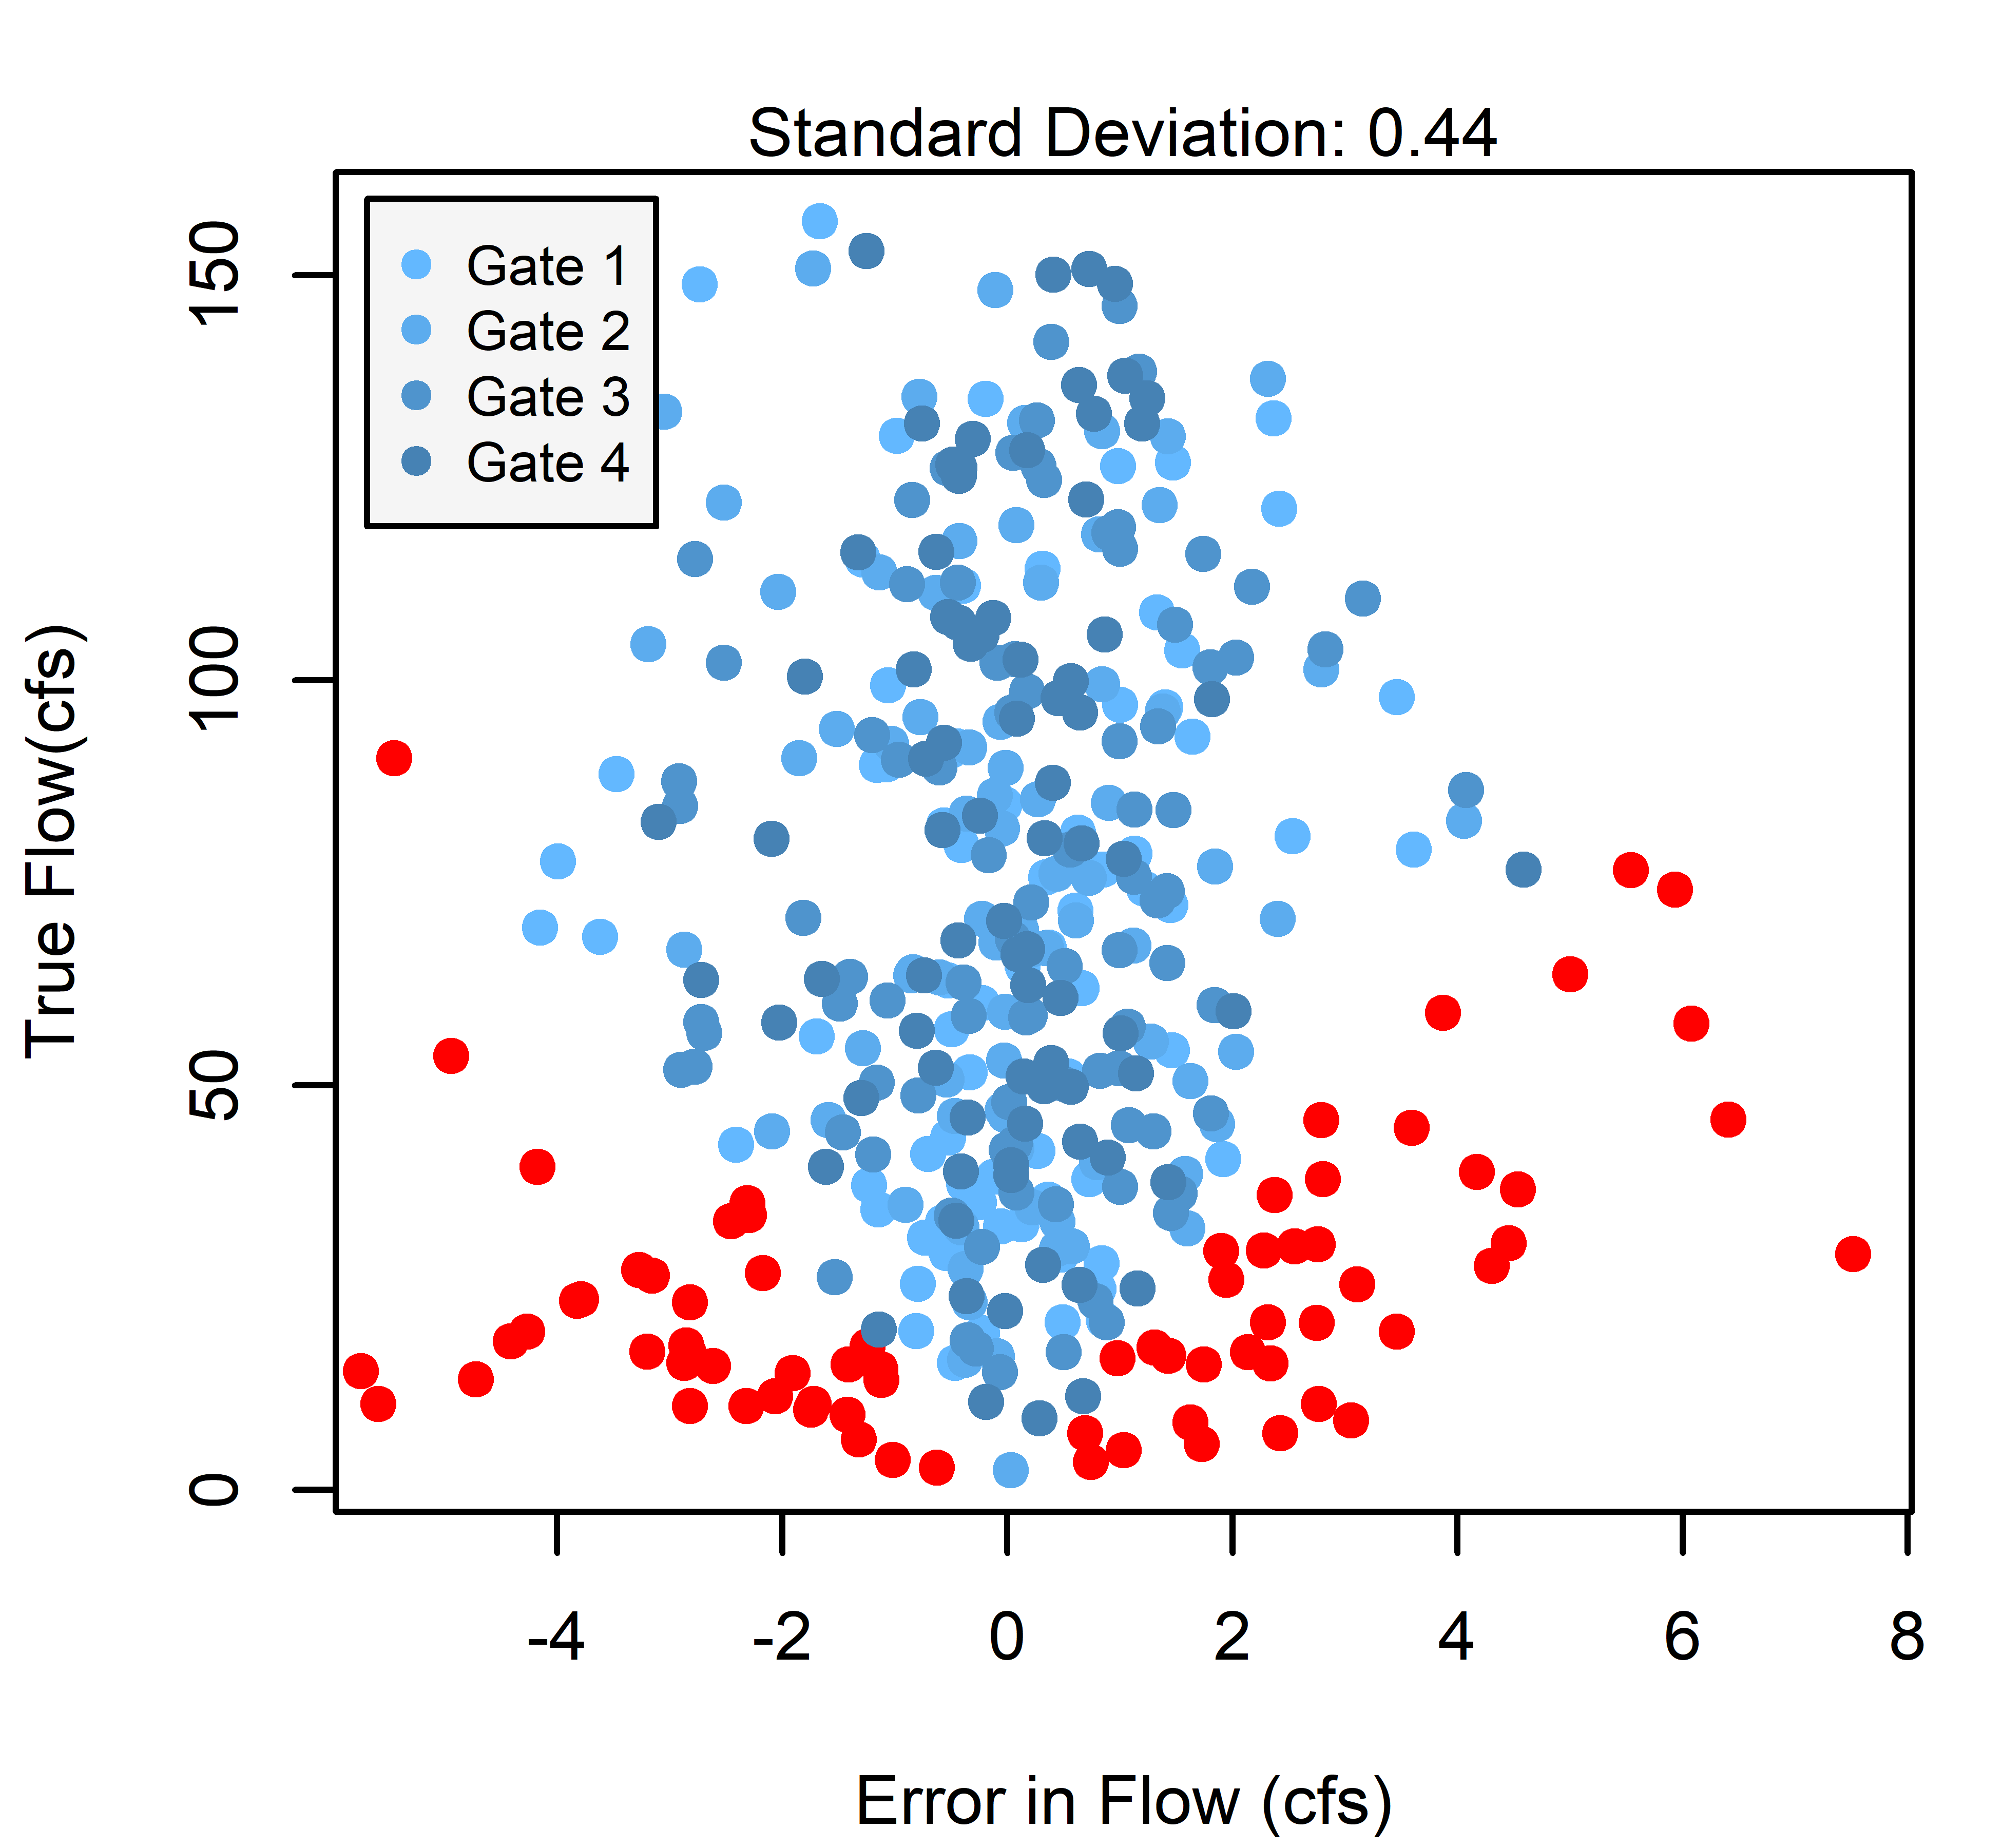 Standard Deviation: 0.44
Gate 1
Gate 2
Gate 3
Gate 4
150
100
50
0
True Flow(cfs)
-4 -2 0 2 4 6 8
Error in Flow (cfs)